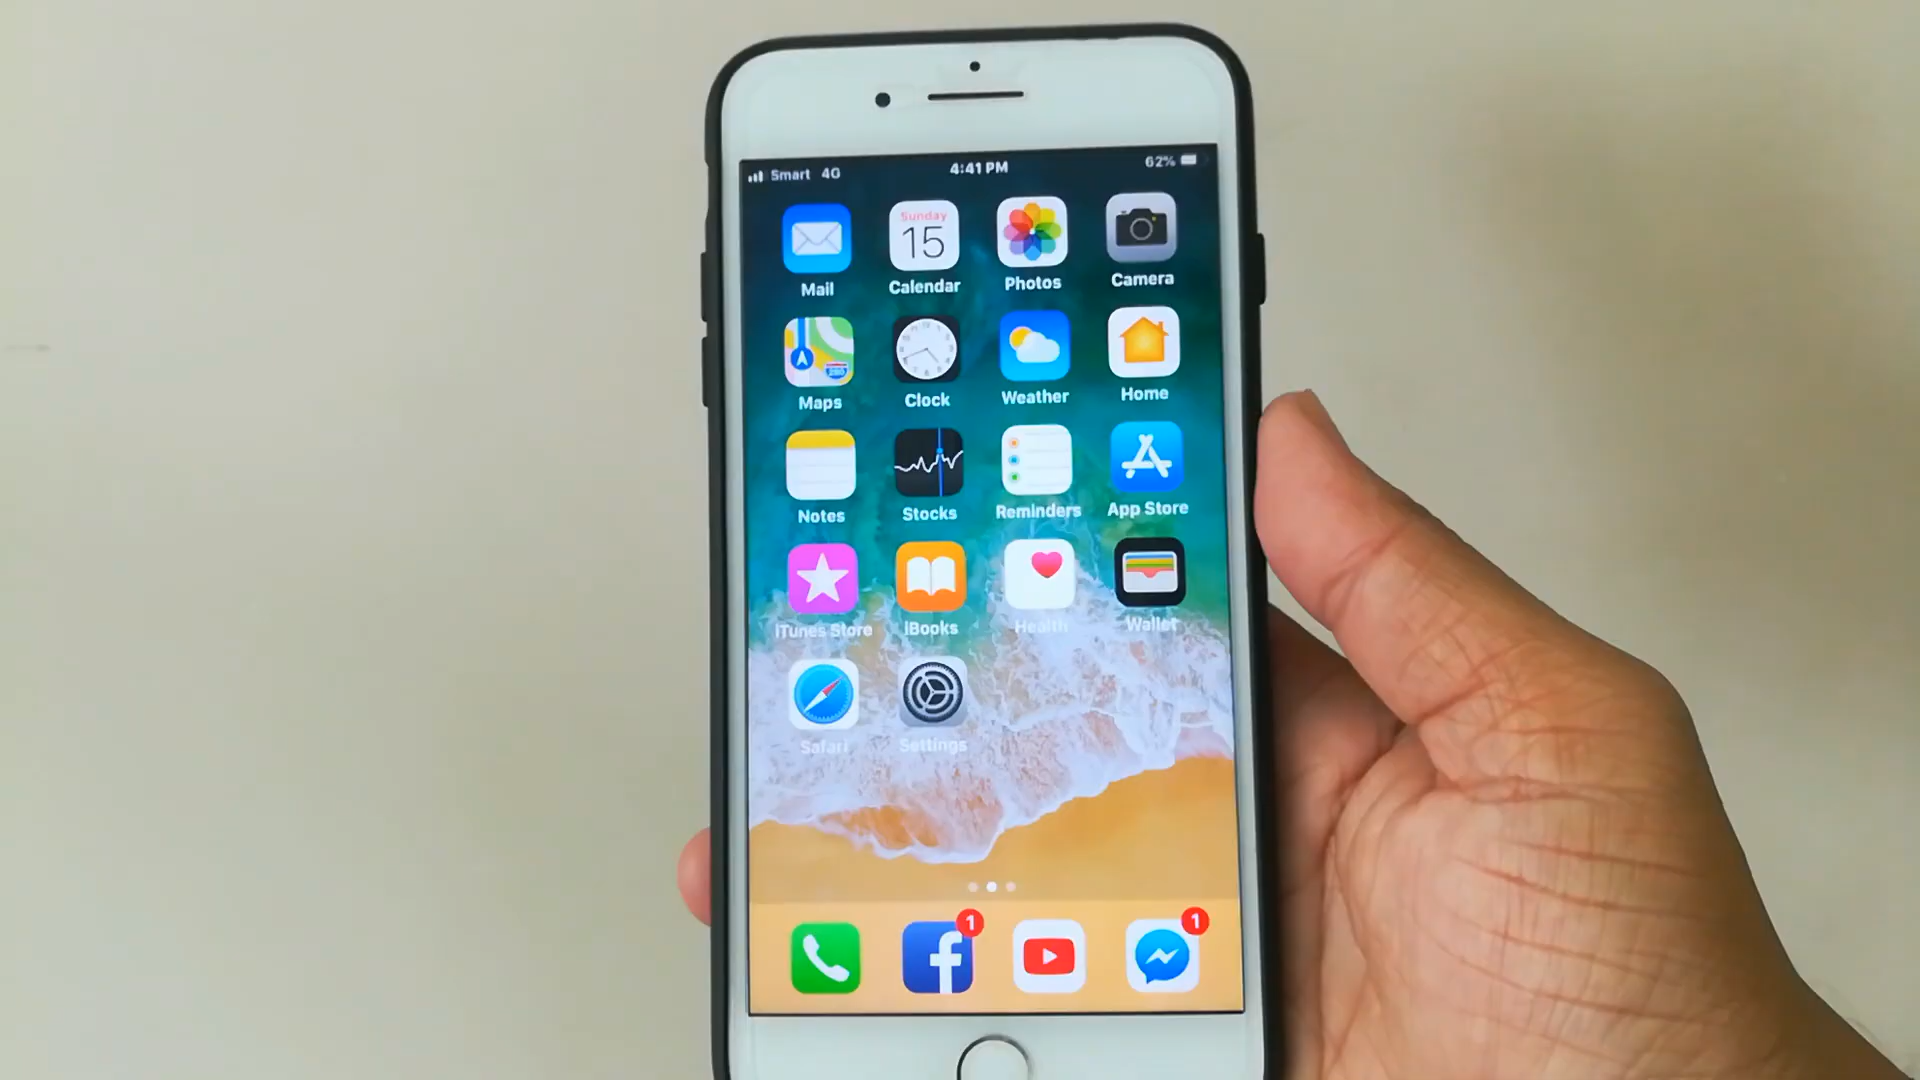 Smart 4G 4:41 PM 62%
Sunday
15
Mail Calendar Photos Camera
280
Maps Clock Weather Home
Notes Stocks Reminders App Store
iTunes Store iBooks Health Wallet
Safari Settings
1 1
f